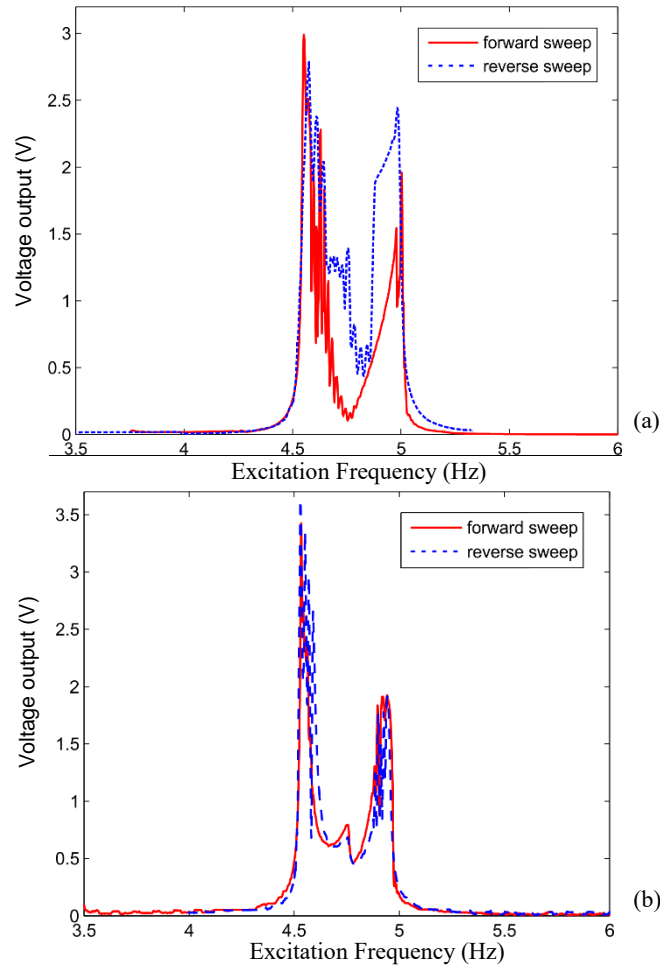 3
2.5
2
1.5
1
0.5
0
3.5
4
4.5
5
5.5
6
Voltage output (V)
Excitation Frequency (Hz)
forward sweep
reverse sweep
(a)
3.5
3
2.5
2
1.5
1
0.5
0
3.5
4
4.5
5
5.5
6
Voltage output (V)
Excitation Frequency (Hz)
forward sweep
reverse sweep
(b)